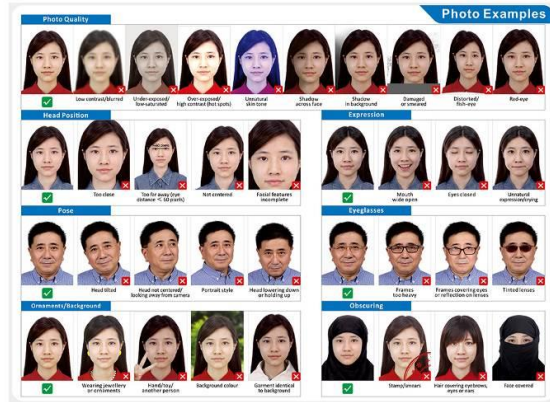 Photo Examples
Photo Quality
Low contrast/blurred
Under-exposed/
low-saturated
Over-exposed/
high contrast (hot spots)
Unnatural
skin tone
Shadow
across face
Shadow
in background
Damaged
or smeared
Distorted/
fish-eye
Red-eye
Head Position
Too close
Too far away (eye
distance < 60 pixels)
Not centered
Facial features
incomplete
Expression
Mouth
wide open
Eyes closed
Unnatural
expression/crying
Pose
Head tilted
Head not centered/
looking away from camera
Portrait style
Head lowering down
or holding up
Eyeglasses
Frames
too heavy
Frames covering eyes
or reflection on lenses
Tinted lenses
Ornaments/Background
Wearing jewellery
or ornaments
Hand/toy/
another person
Background colour
Garment identical
to background
Obscuring
Stamp/smears
Hair covering eyebrows,
eyes or ears
Face covered